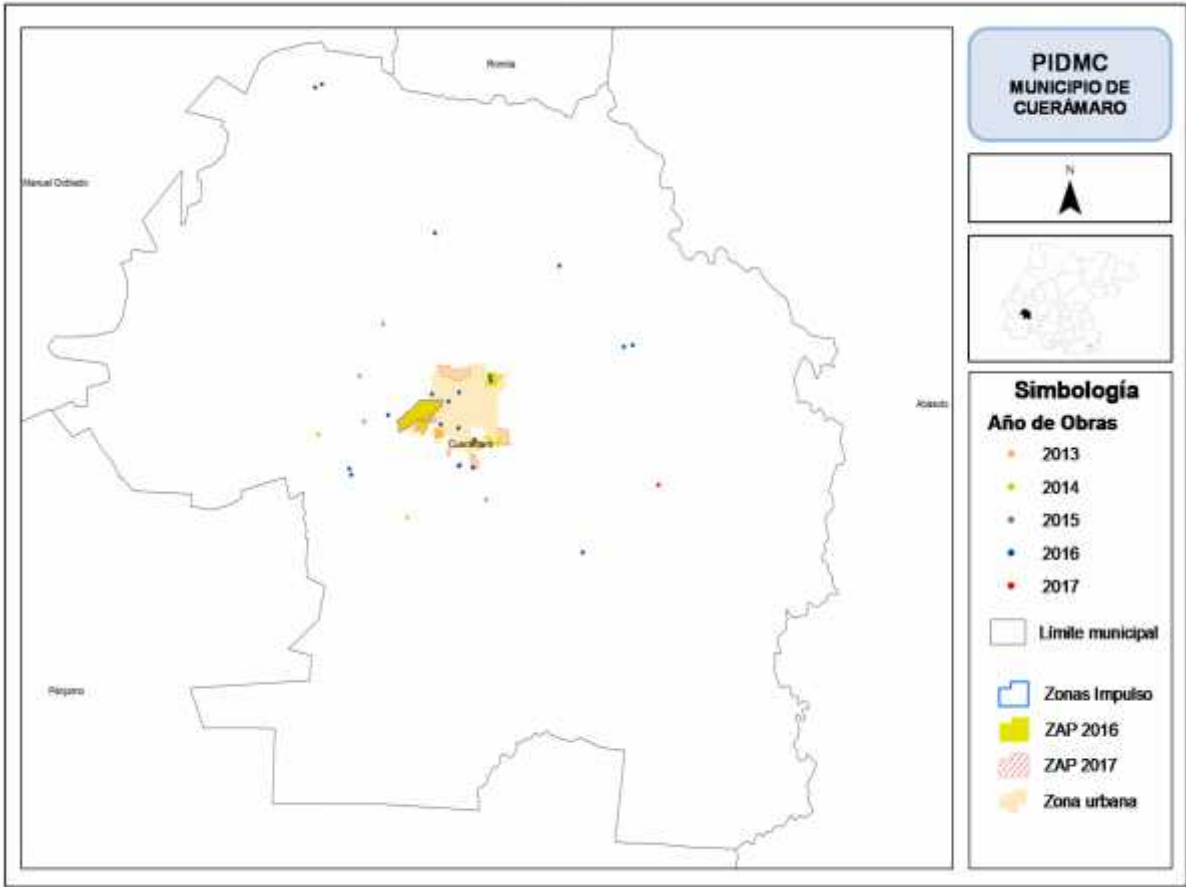 PIDMC
MUNICIPIO DE
CUERÁMARO
N
Romita
Manuel Doblado
Abasolo
Cuerámaro
Pénjamo
Simbología
Año de Obras
2013
2014
2015
2016
2017
Límite municipal
Zonas Impulso
ZAP 2016
ZAP 2017
Zona urbana